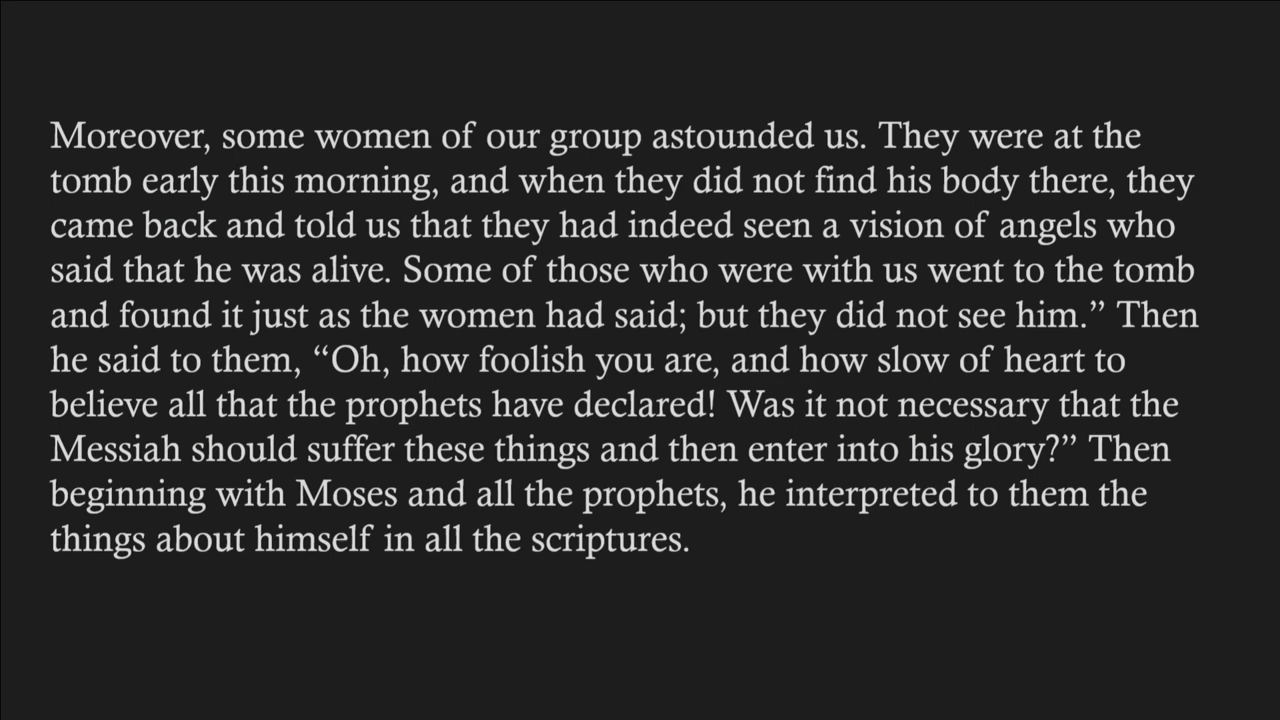 Moreover, some women of our group astounded us. They were at the
tomb early this morning, and when they did not find his body there, they
came back and told us that they had indeed seen a vision of angels who
said that he was alive. Some of those who were with us went to the tomb
and found it just as the women had said; but they did not see him.” Then
he said to them, “Oh, how foolish you are, and how slow of heart to
believe all that the prophets have declared! Was it not necessary that the
Messiah should suffer these things and then enter into his glory?” Then
beginning with Moses and all the prophets, he interpreted to them the
things about himself in all the scriptures.